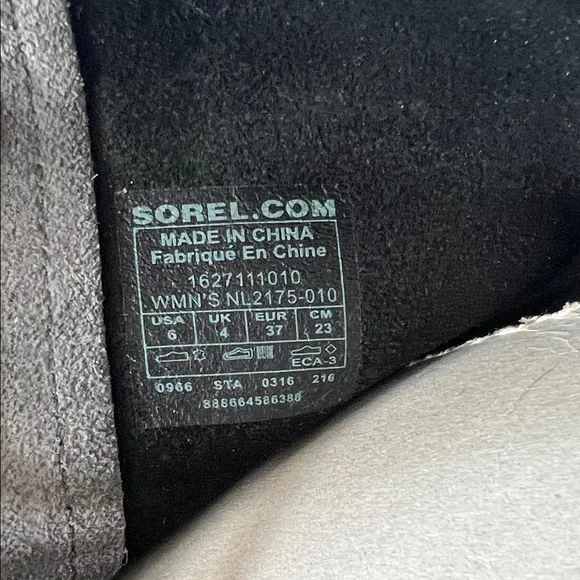 SOREL.COM
MADE IN CHINA
Fabriqué En Chine
1627111010
WMN'S NL2175-010
USA UK EUR CM
6 4 37 23
ECA-3
0966 STA 0316 216
888664586386